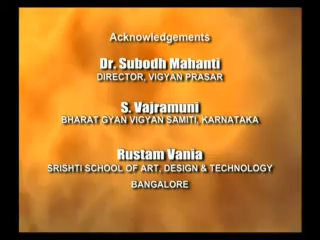 Acknowledgements
Dr. Subodh Mahanti
DIRECTOR, VIGYAN PRASAR
S. Vajramuni
BHARAT GYAN VIGYAN SAMITI, KARNATAKA
Rustam Vania
SRISHTI SCHOOL OF ART, DESIGN & TECHNOLOGY
BANGALORE